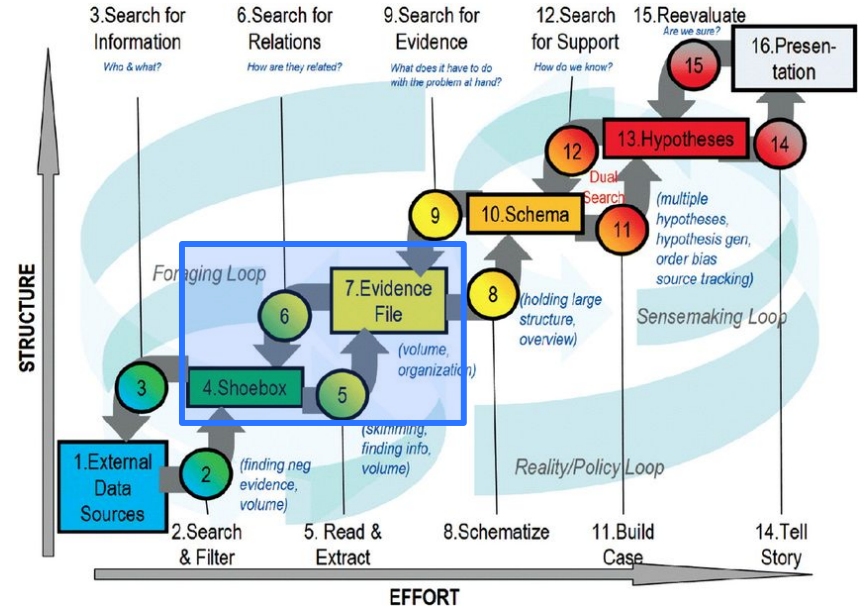 3.Search for
Information
Who & what?
6.Search for
Relations
How are they related?
9.Search for
Evidence
What does it have to do
with the problem at hand?
12.Search
for Support
How do we know?
15.Reevaluate
Are we sure?
16.Presen-
tation
15
13.Hypotheses
14
12
Dual
Search
(multiple
hypotheses,
hypothesis gen,
order bias
source tracking)
9
10.Schema
11
Foraging Loop
7.Evidence
File
8
(holding large
structure,
overview)
Sensemaking Loop
6
(volume,
organization)
3
4.Shoebox
5
(skimming,
finding info,
volume)
1.External
Data
Sources
2
(finding neg
evidence,
volume)
Reality/Policy Loop
2.Search
& Filter
5. Read &
Extract
8.Schematize
11.Build
Case
14.Tell
Story
STRUCTURE
EFFORT